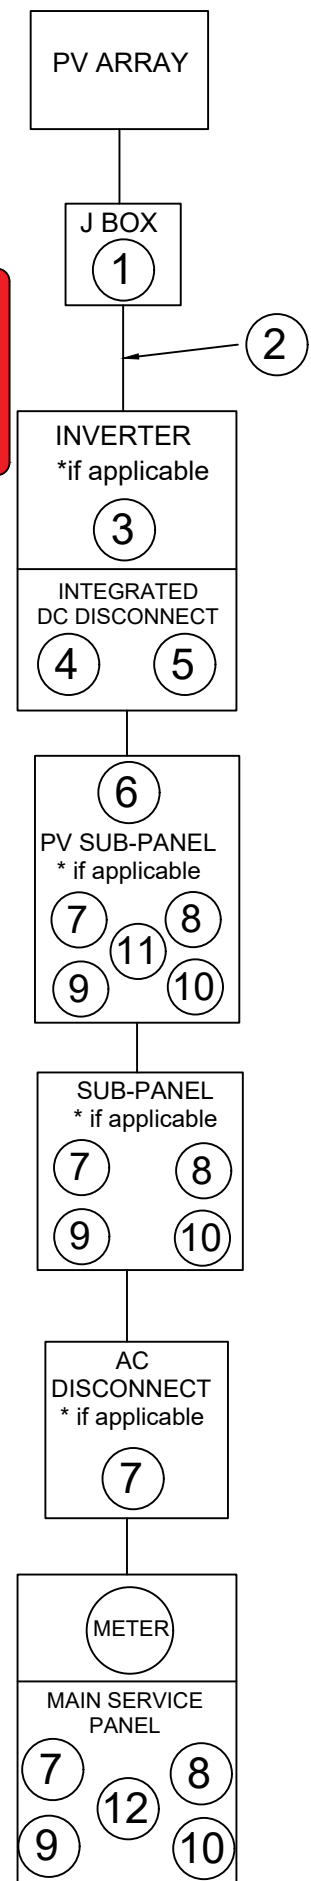 PV ARRAY
J BOX
1
2
INVERTER
*if applicable
3
INTEGRATED
DC DISCONNECT
4 5
6
PV SUB-PANEL
* if applicable
7 8
11
9 10
SUB-PANEL
* if applicable
7 8
9 10
AC
DISCONNECT
* if applicable
7
METER
MAIN SERVICE
PANEL
7 8
12
9 10